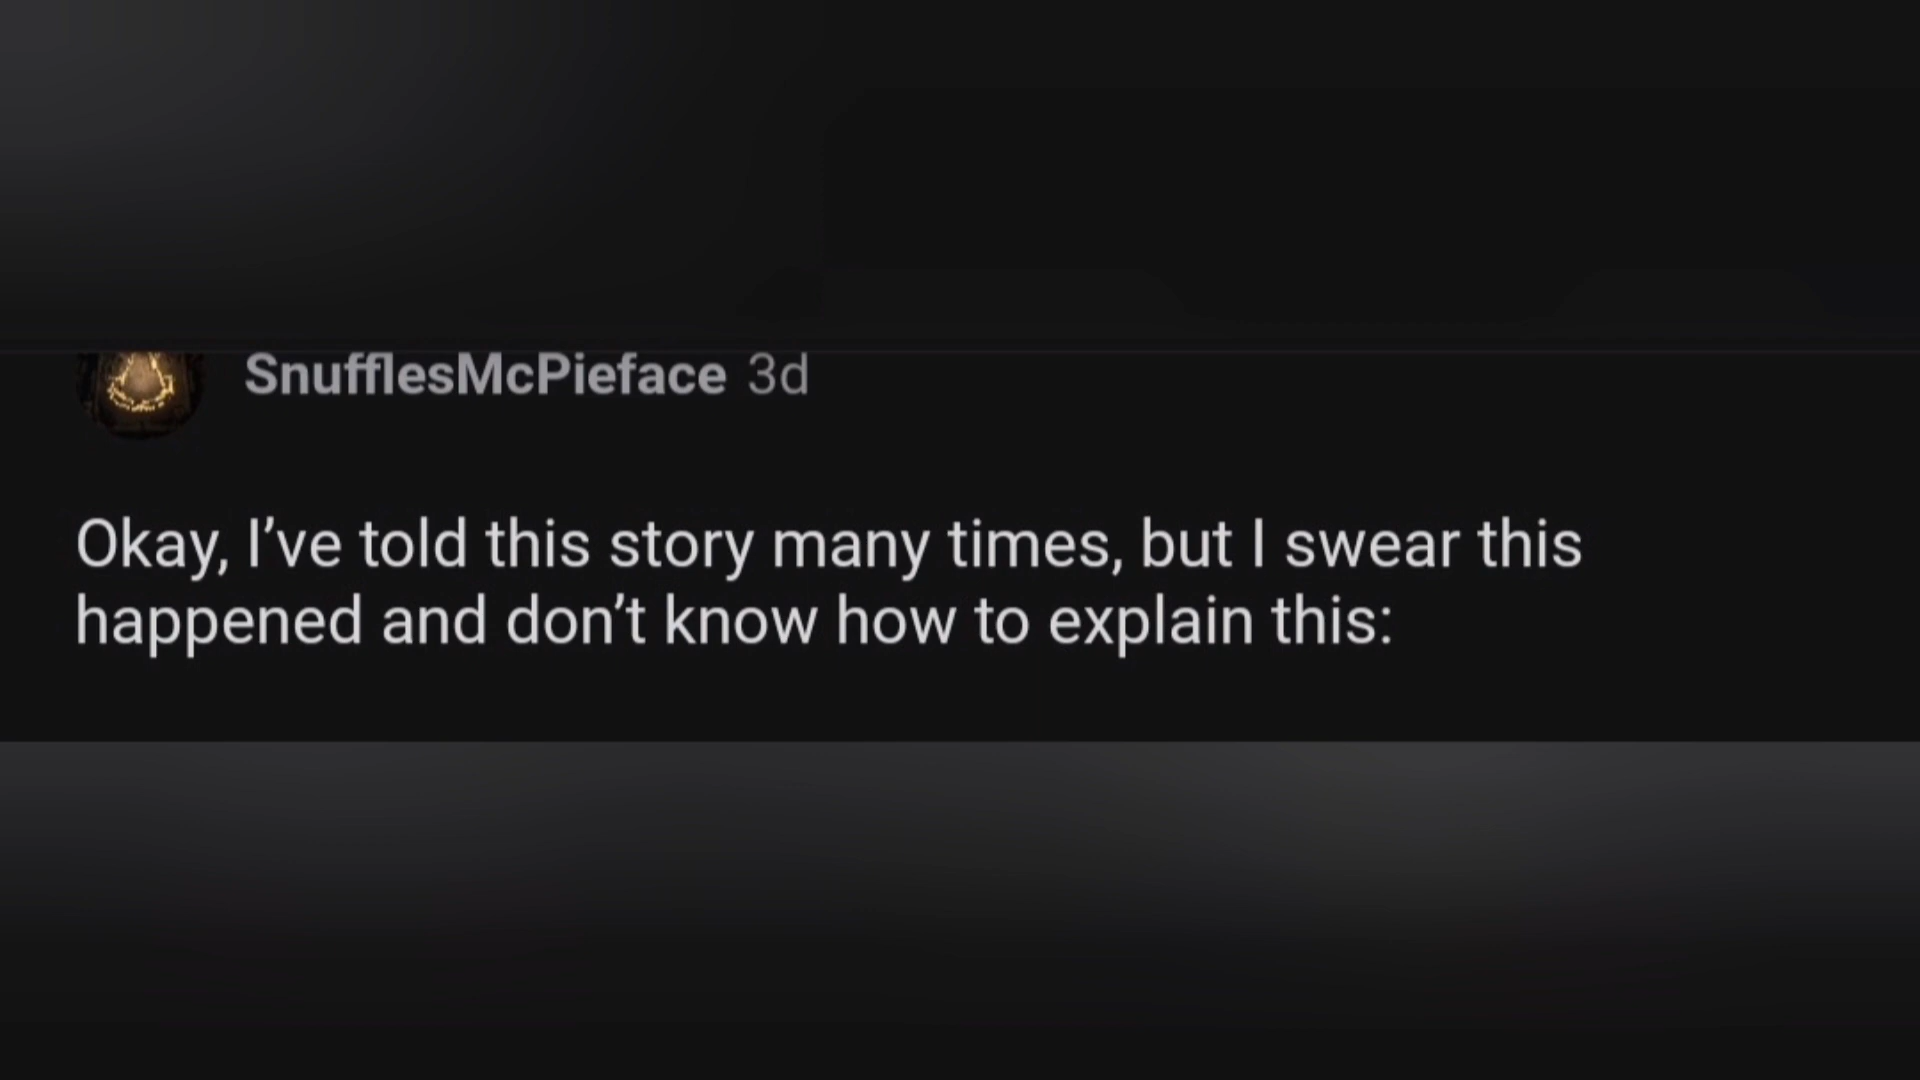 SnufflesMcPieface 3d
Okay, I’ve told this story many times, but I swear this
happened and don’t know how to explain this: